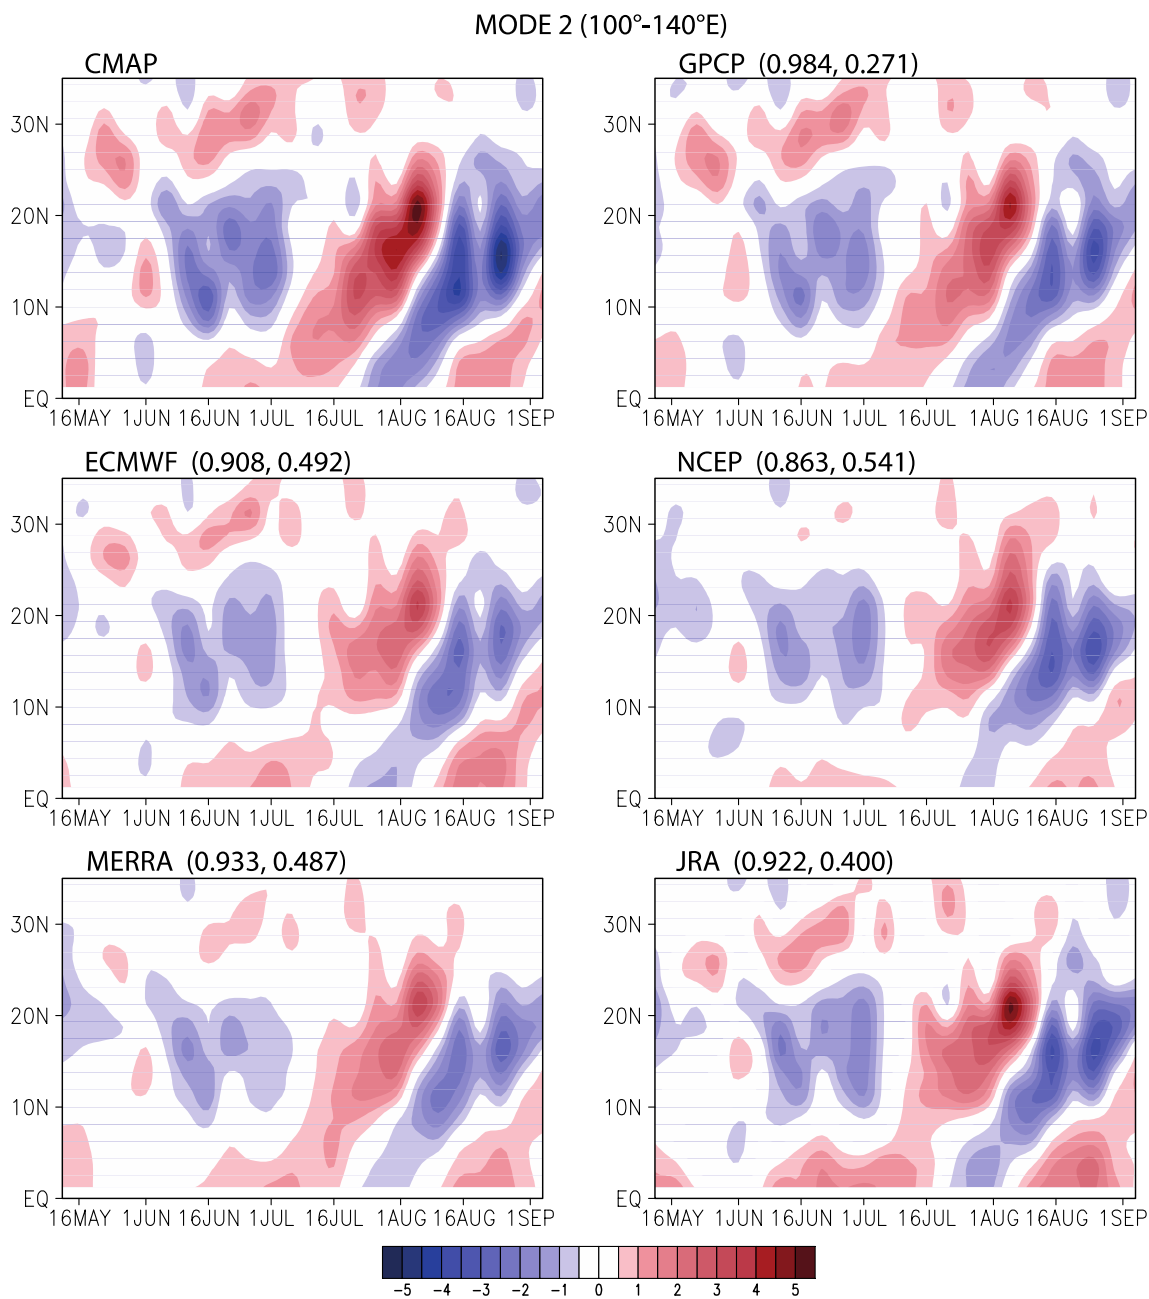 MODE 2 (100°-140°E)
CMAP
GPCP (0.984, 0.271)
30N
20N
10N
EQ
16MAY 1JUN 16JUN 1JUL 16JUL 1AUG 16AUG 1SEP
30N
20N
10N
EQ
16MAY 1JUN 16JUN 1JUL 16JUL 1AUG 16AUG 1SEP
ECMWF (0.908, 0.492)
NCEP (0.863, 0.541)
30N
20N
10N
EQ
16MAY 1JUN 16JUN 1JUL 16JUL 1AUG 16AUG 1SEP
30N
20N
10N
EQ
16MAY 1JUN 16JUN 1JUL 16JUL 1AUG 16AUG 1SEP
MERRA (0.933, 0.487)
JRA (0.922, 0.400)
30N
20N
10N
EQ
16MAY 1JUN 16JUN 1JUL 16JUL 1AUG 16AUG 1SEP
30N
20N
10N
EQ
16MAY 1JUN 16JUN 1JUL 16JUL 1AUG 16AUG 1SEP
-5 -4 -3 -2 -1 0 1 2 3 4 5